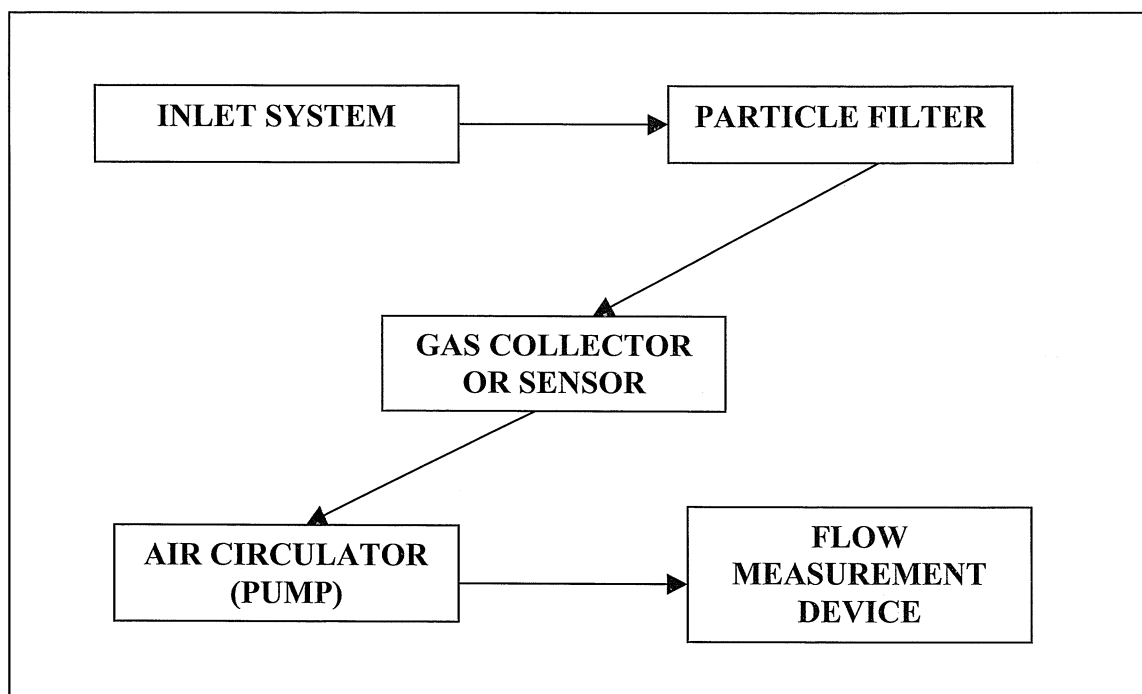 INLET SYSTEM
PARTICLE FILTER
GAS COLLECTOR
OR SENSOR
AIR CIRCULATOR
(PUMP)
FLOW
MEASUREMENT
DEVICE